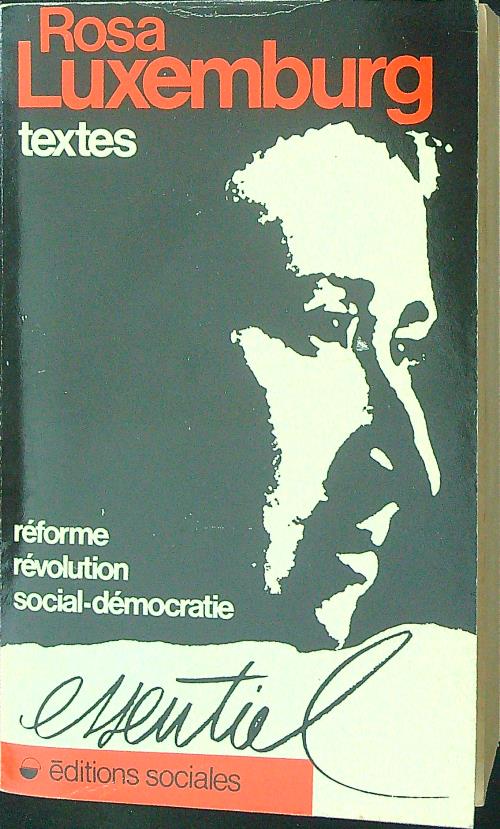 Rosa
Luxemburg
textes
réforme
révolution
social-démocratie
essentiel
éditions sociales